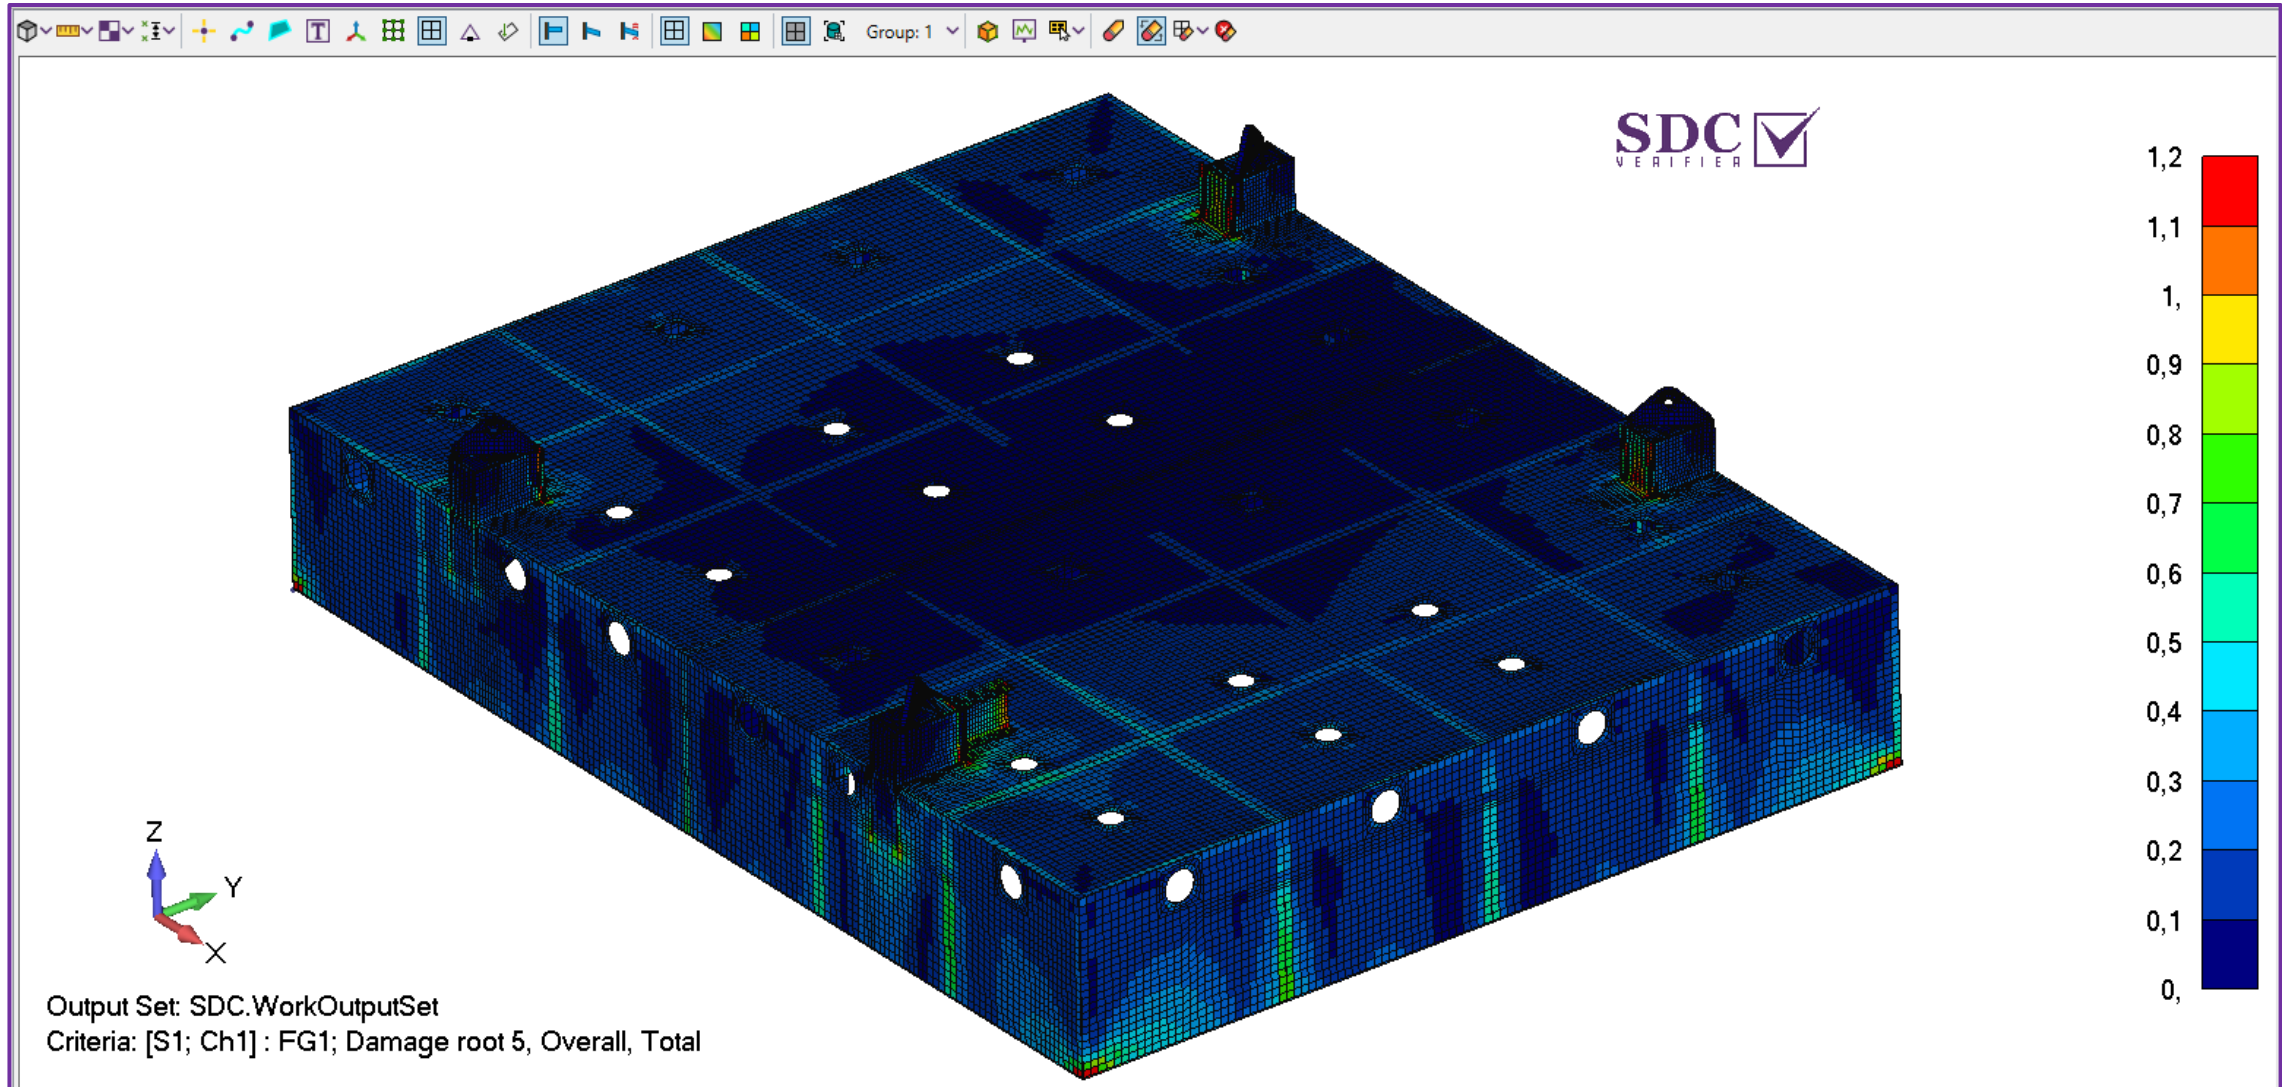 Group: 1
SDC
VERIFIER
1,2
1,1
1,
0,9
0,8
0,7
0,6
0,5
0,4
0,3
0,2
0,1
0,
Z
Y
X
Output Set: SDC.WorkOutputSet
Criteria: [S1; Ch1] : FG1; Damage root 5, Overall, Total